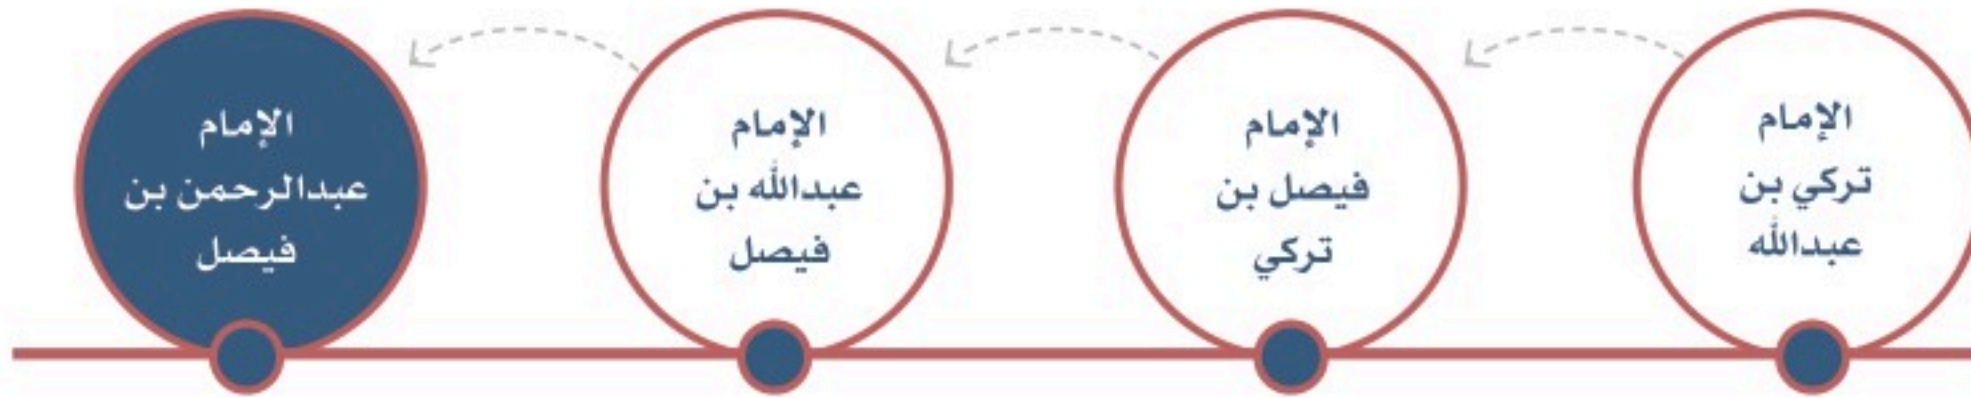 الإمام
تركي بن
عبدالله
الإمام
فيصل بن
تركي
الإمام
عبدالله بن
فيصل
الإمام
عبدالرحمن بن
فيصل